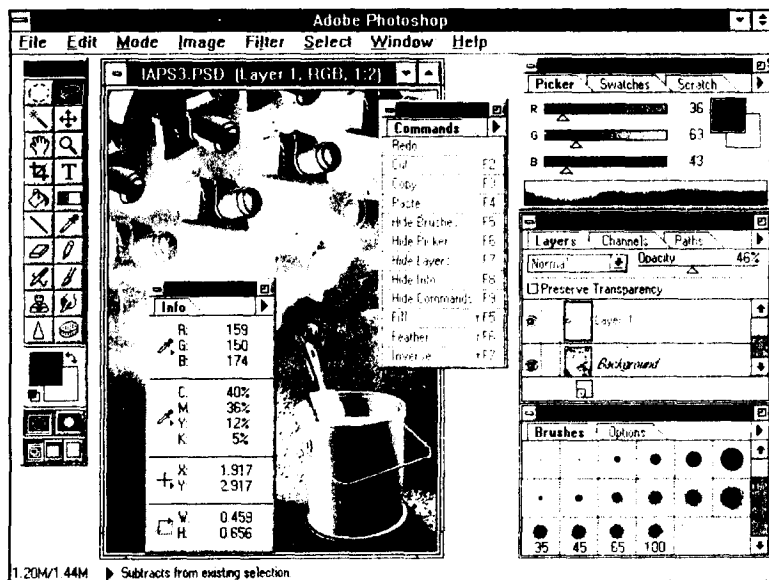 Adobe Photoshop
File Edit Mode Image Filter Select Window Help
IAPS3.PSD (Layer 1, RGB, 1:2)
Commands
Redo
Cut F2
Copy F3
Paste F4
Hide Brushes F5
Hide Picker F6
Hide Layers F7
Hide Info F8
Hide Commands F9
Fill ↑F5
Feather ↑F6
Inverse ↑F7
Info
R: 159
G: 150
B: 174
C: 40%
M: 36%
Y: 12%
K: 5%
X: 1.917
Y: 2.917
W: 0.459
H: 0.656
Picker Swatches Scratch
R 36
G 63
B 43
Layers Channels Paths
Normal Opacity 46%
Preserve Transparency
Layer 1
Background
Brushes Options
35 45 65 100
1.20M/1.44M Subtracts from existing selection